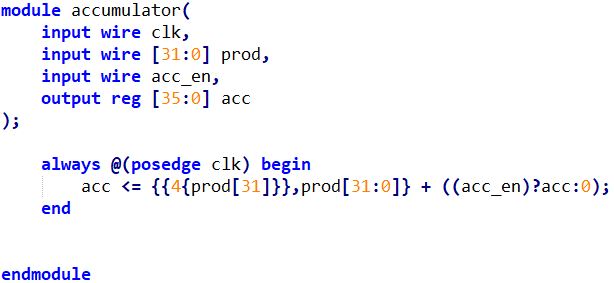 module accumulator(
    input wire clk,
    input wire [31:0] prod,
    input wire acc_en,
    output reg [35:0] acc
);
    always @(posedge clk) begin
        acc <= {{4{prod[31]}},prod[31:0]} + ((acc_en)?acc:0);
    end
endmodule